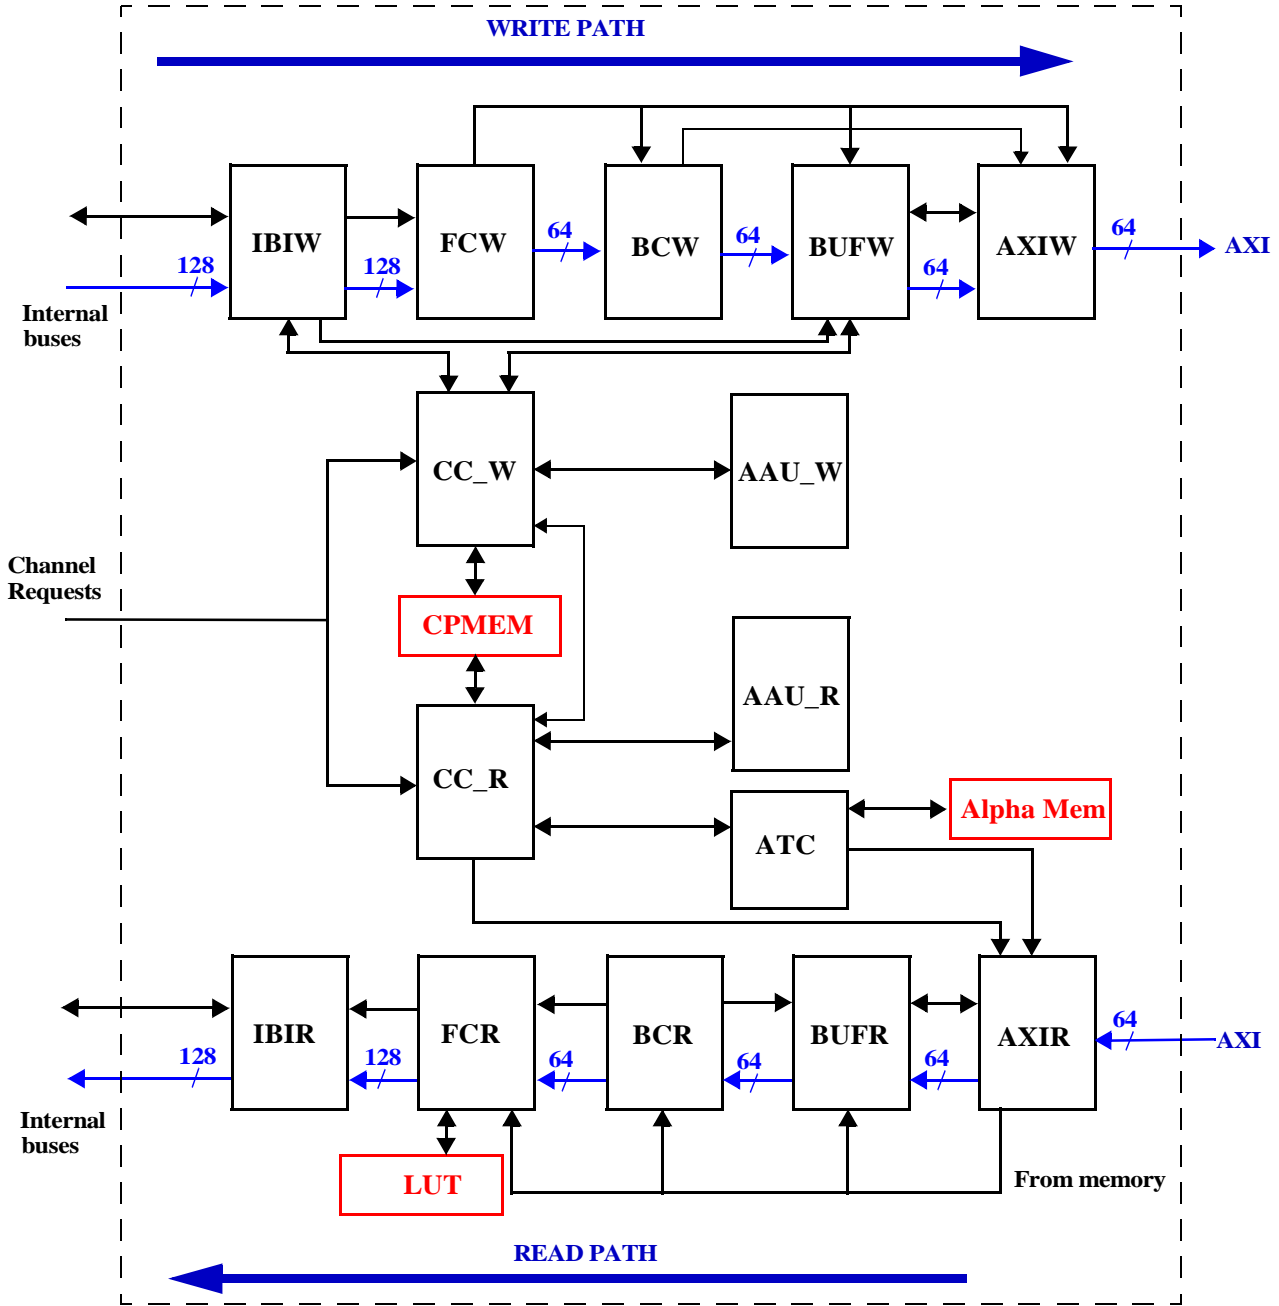 WRITE PATH
IBIW
FCW
BCW
BUFW
AXIW
64
64
64
64
AXI
128
128
Internal
buses
CC_W
AAU_W
Channel
Requests
CPMEM
AAU_R
CC_R
Alpha Mem
ATC
IBIR
FCR
BCR
BUFR
AXIR
64
AXI
128
128
64
64
64
Internal
buses
LUT
From memory
READ PATH